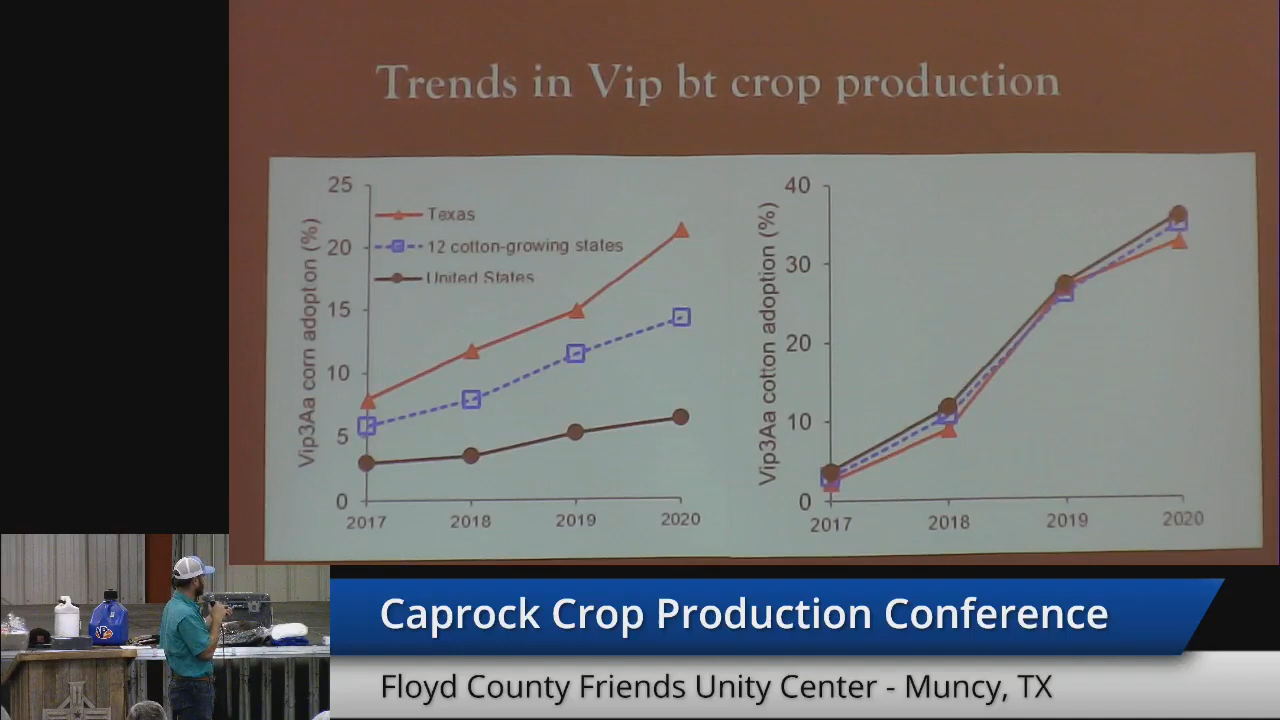 Trends in Vip bt crop production
Vip3Aa corn adoption (%)
25
20
15
10
5
0
Texas
12 cotton-growing states
United States
2017 2018 2019 2020
Vip3Aa cotton adoption (%)
40
30
20
10
0
2017 2018 2019 2020
Caprock Crop Production Conference
Floyd County Friends Unity Center - Muncy, TX